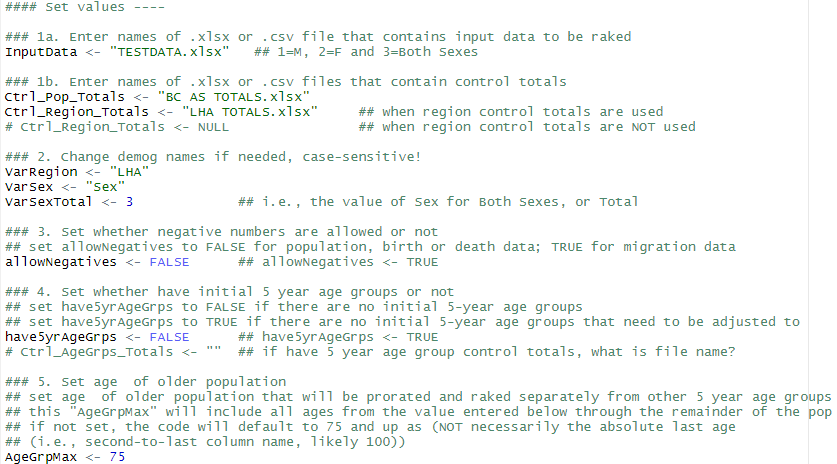 #### Set values ----
### 1a. Enter names of .xlsx or .csv file that contains input data to be raked
InputData <- "TESTDATA.xlsx"   ## 1=M, 2=F and 3=Both Sexes
### 1b. Enter names of .xlsx or .csv files that contain control totals
Ctrl_Pop_Totals <- "BC AS TOTALS.xlsx"
Ctrl_Region_Totals <- "LHA TOTALS.xlsx"     ## when region control totals are used
# Ctrl_Region_Totals <- NULL                ## when region control totals are NOT used
### 2. Change demog names if needed, case-sensitive!
VarRegion <- "LHA"
VarSex <- "Sex"
VarSexTotal <- 3             ## i.e., the value of Sex for Both Sexes, or Total
### 3. Set whether negative numbers are allowed or not
## set allowNegatives to FALSE for population, birth or death data; TRUE for migration data
allowNegatives <- FALSE      ## allowNegatives <- TRUE
### 4. Set whether have initial 5 year age groups or not
## set have5yrAgeGrps to FALSE if there are no initial 5-year age groups
## set have5yrAgeGrps to TRUE if there are no initial 5-year age groups that need to be adjusted to
have5yrAgeGrps <- FALSE      ## have5yrAgeGrps <- TRUE
# Ctrl_AgeGrps_Totals <- ""  ## if have 5 year age group control totals, what is file name?
### 5. Set age  of older population
## set age  of older population that will be prorated and raked separately from other 5 year age groups
## this "AgeGrpMax" will include all ages from the value entered below through the remainder of the pop
## if not set, the code will default to 75 and up as (NOT necessarily the absolute last age
## (i.e., second-to-last column name, likely 100))
AgeGrpMax <- 75